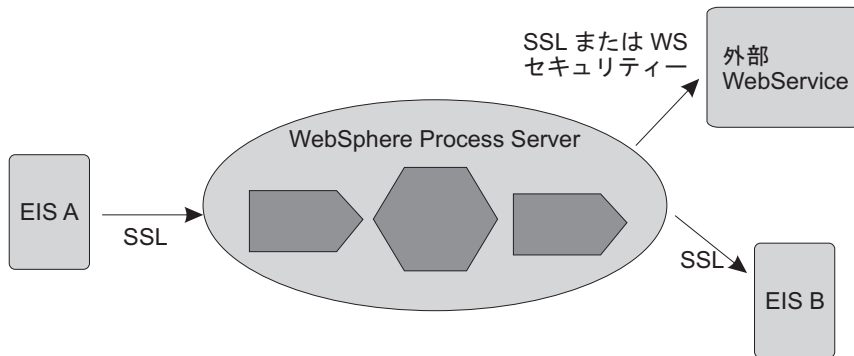 SSL または WS
セキュリティー
外部
WebService
WebSphere Process Server
EIS A
SSL
SSL
EIS B